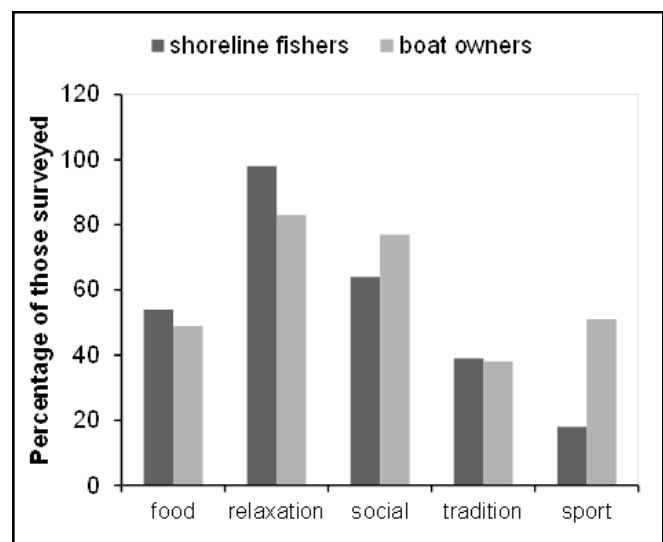 shoreline fishers boat owners
Percentage of those surveyed
120
100
80
60
40
20
0
food relaxation social tradition sport